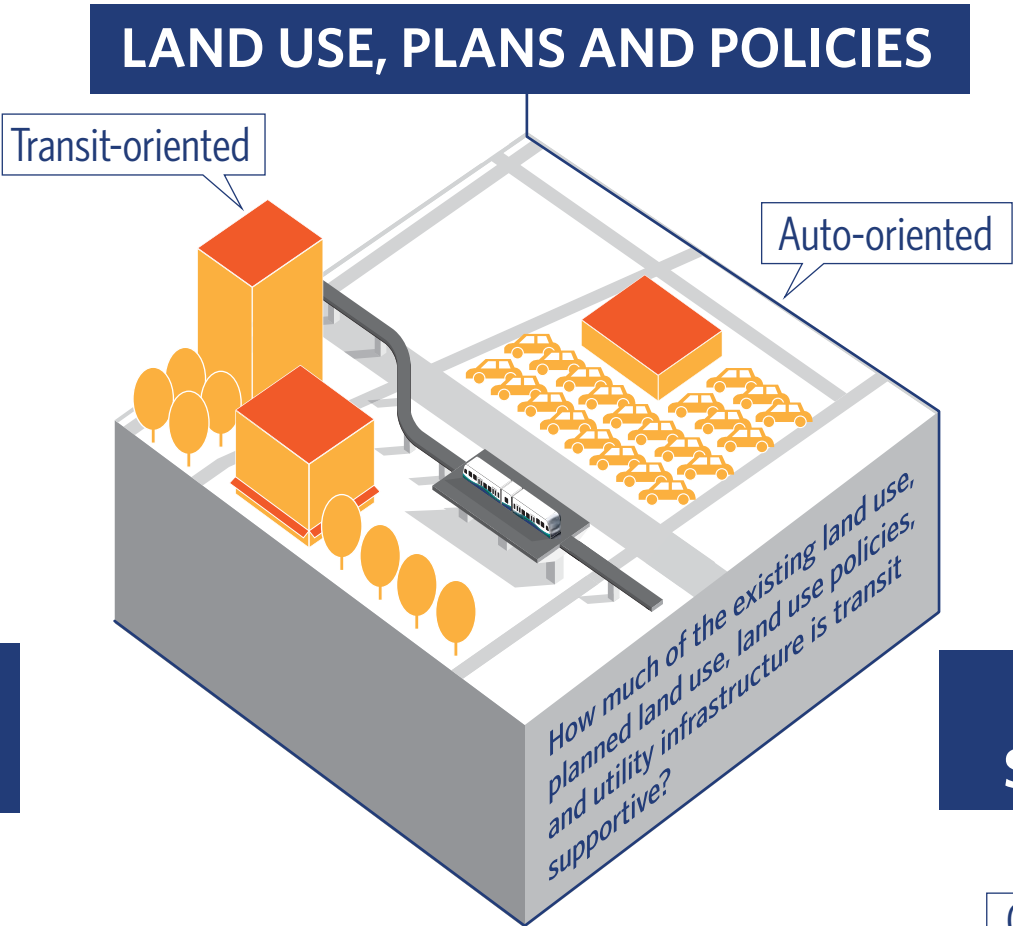 LAND USE, PLANS AND POLICIES
Transit-oriented
Auto-oriented
How much of the existing land use,
planned land use, land use policies,
and utility infrastructure is transit
supportive?